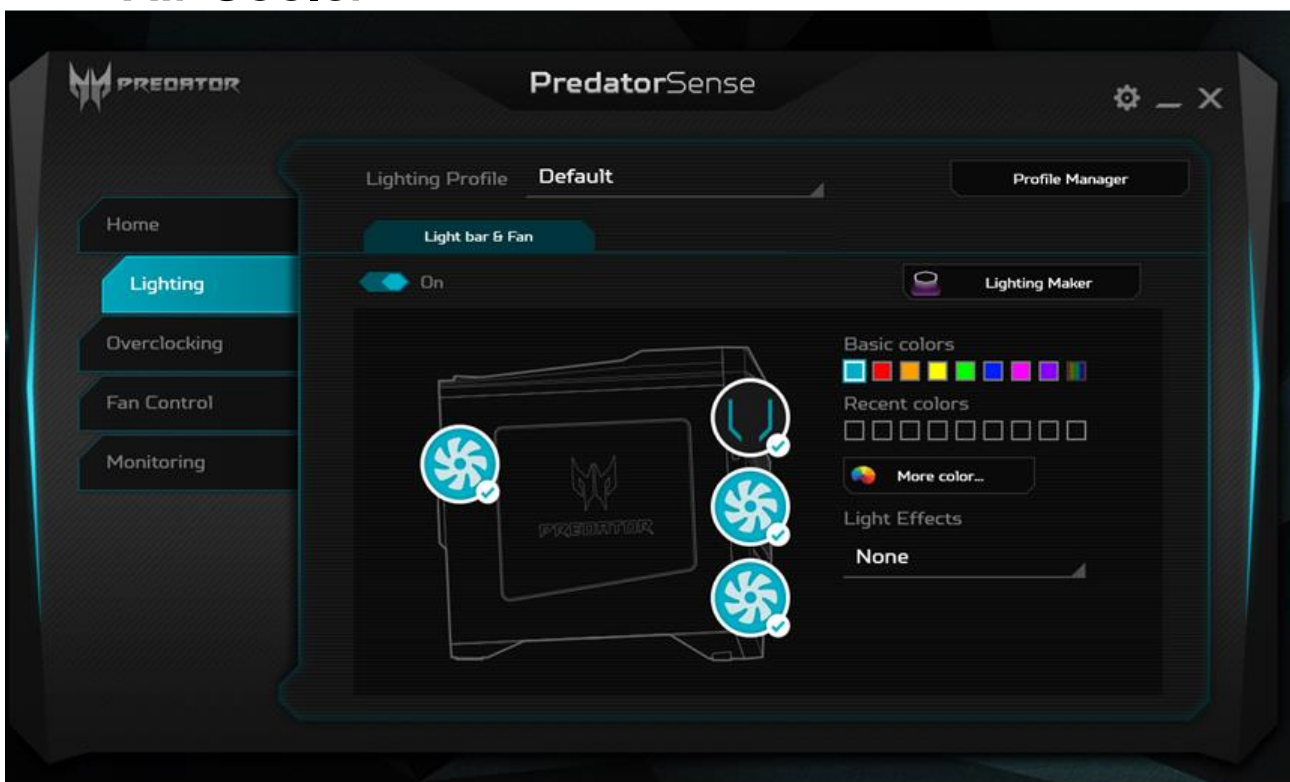 PREDATOR
PredatorSense
Lighting Profile Default
Profile Manager
Home
Lighting
Overclocking
Fan Control
Monitoring
Light bar & Fan
On
Lighting Maker
Basic colors
Recent colors
More color...
Light Effects
None
PREDATOR